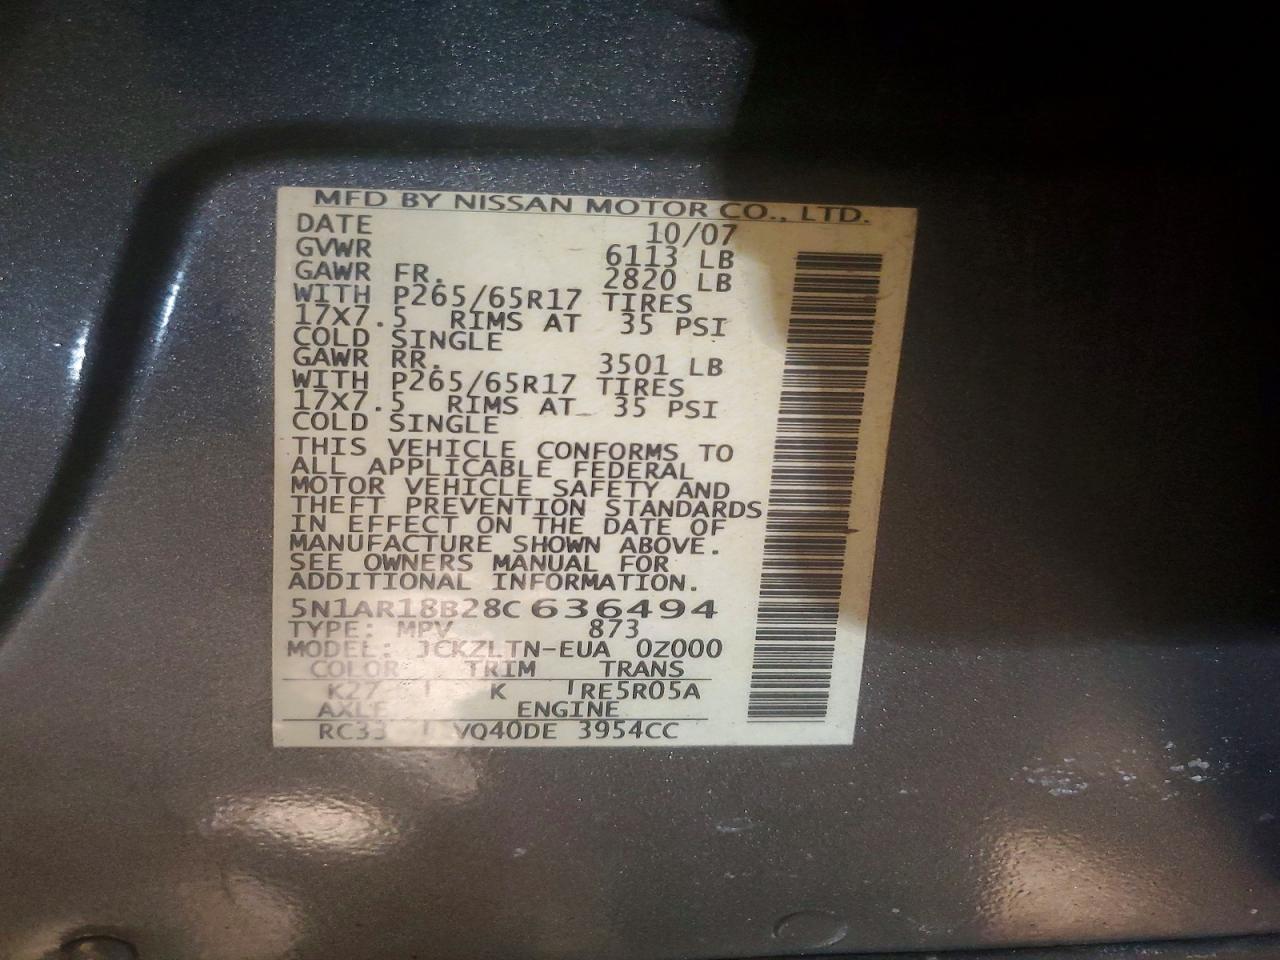 MFD BY NISSAN MOTOR CO., LTD.
DATE 10/07
GVWR 6113 LB
GAWR FR. 2820 LB
WITH P265/65R17 TIRES
17X7.5 RIMS AT 35 PSI
COLD SINGLE
GAWR RR. 3501 LB
WITH P265/65R17 TIRES
17X7.5 RIMS AT 35 PSI
COLD SINGLE
THIS VEHICLE CONFORMS TO
ALL APPLICABLE FEDERAL
MOTOR VEHICLE SAFETY AND
THEFT PREVENTION STANDARDS
IN EFFECT ON THE DATE OF
MANUFACTURE SHOWN ABOVE.
SEE OWNERS MANUAL FOR
ADDITIONAL INFORMATION.
5N1AR18B28C636494
TYPE: MPV 873
MODEL: JCKZLTN-EUA 0Z000
COLOR TRIM TRANS
K27 K RE5R05A
AXLE ENGINE
RC33 VQ40DE 3954CC